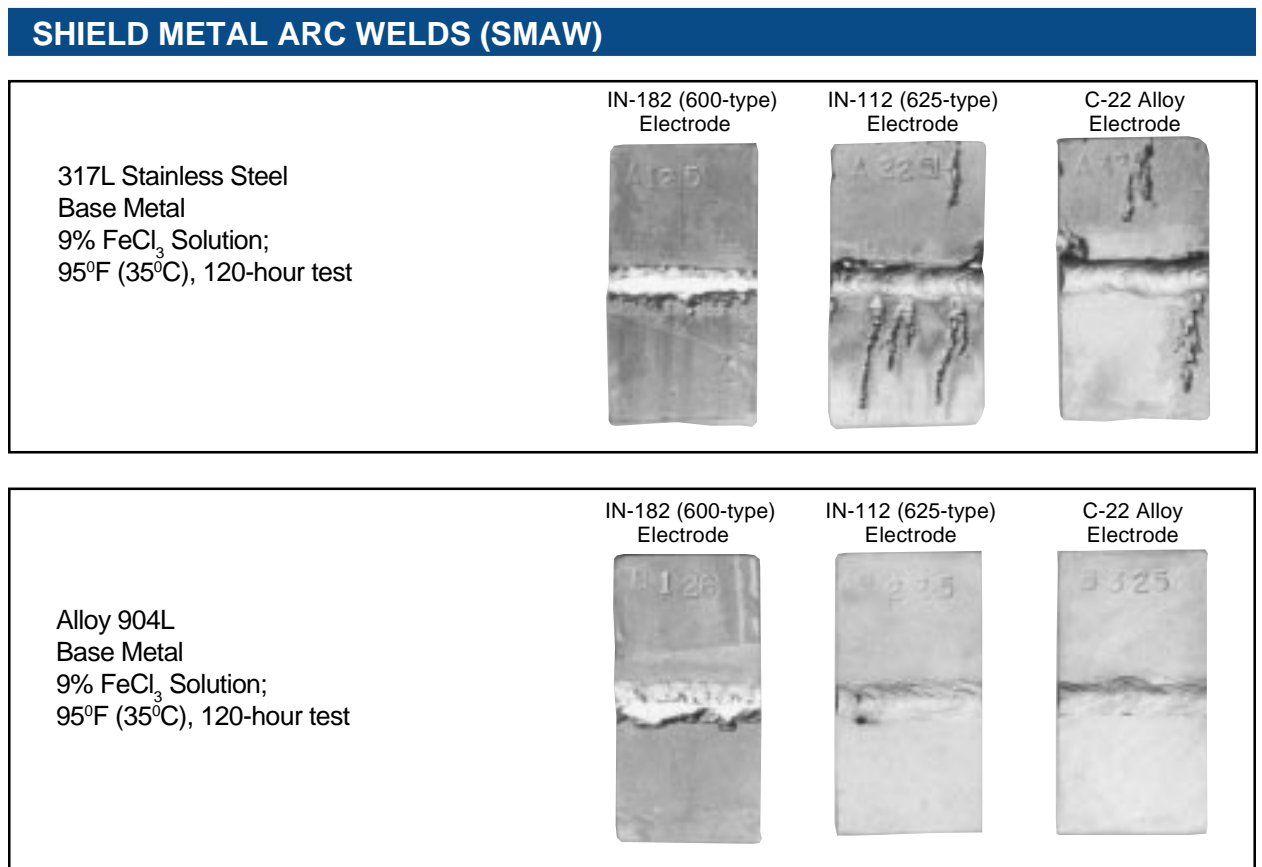 SHIELD METAL ARC WELDS (SMAW)
IN-182 (600-type)
Electrode
IN-112 (625-type)
Electrode
C-22 Alloy
Electrode
317L Stainless Steel
Base Metal
9% FeCl₃ Solution;
95⁰F (35⁰C), 120-hour test
A125
IN-182 (600-type)
Electrode
IN-112 (625-type)
Electrode
C-22 Alloy
Electrode
Alloy 904L
Base Metal
9% FeCl₃ Solution;
95⁰F (35⁰C), 120-hour test